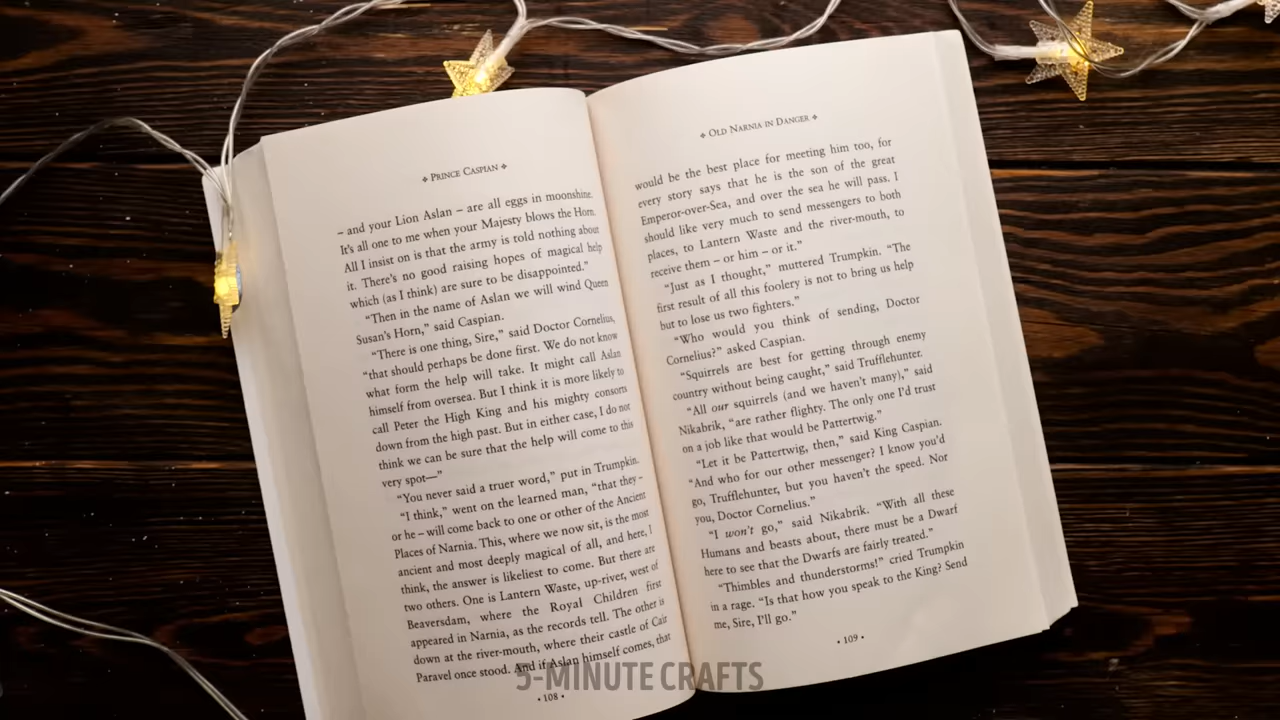 ❖ PRINCE CASPIAN ❖
– and your Lion Aslan – are all eggs in moonshine.
It's all one to me when your Majesty blows the Horn.
All I insist on is that the army is told nothing about
it. There's no good raising hopes of magical help
which (as I think) are sure to be disappointed.”
“Then in the name of Aslan we will wind Queen
Susan's Horn,” said Caspian.
“There is one thing, Sire,” said Doctor Cornelius,
“that should perhaps be done first. We do not know
what form the help will take. It might call Aslan
himself from oversea. But I think it is more likely to
call Peter the High King and his mighty consorts
down from the high past. But in either case, I do not
think we can be sure that the help will come to this
very spot—”
“You never said a truer word,” put in Trumpkin.
“I think,” went on the learned man, “that they –
or he – will come back to one or other of the Ancient
Places of Narnia. This, where we now sit, is the most
ancient and most deeply magical of all, and here, I
think, the answer is likeliest to come. But there are
two others. One is Lantern Waste, up-river, west of
Beaversdam, where the Royal Children first
appeared in Narnia, as the records tell. The other is
down at the river-mouth, where their castle of Cair
Paravel once stood. And if Aslan himself comes, that
• 108 •
❖ OLD NARNIA IN DANGER ❖
would be the best place for meeting him too, for
every story says that he is the son of the great
Emperor-over-Sea, and over the sea he will pass. I
should like very much to send messengers to both
places, to Lantern Waste and the river-mouth, to
receive them – or him – or it.”
“Just as I thought,” muttered Trumpkin. “The
first result of all this foolery is not to bring us help
but to lose us two fighters.”
“Who would you think of sending, Doctor
Cornelius?” asked Caspian.
“Squirrels are best for getting through enemy
country without being caught,” said Trufflehunter.
“All our squirrels (and we haven't many),” said
Nikabrik, “are rather flighty. The only one I'd trust
on a job like that would be Pattertwig.”
“Let it be Pattertwig, then,” said King Caspian.
“And who for our other messenger? I know you'd
go, Trufflehunter, but you haven't the speed. Nor
you, Doctor Cornelius.”
“I won't go,” said Nikabrik. “With all these
Humans and beasts about, there must be a Dwarf
here to see that the Dwarfs are fairly treated.”
“Thimbles and thunderstorms!” cried Trumpkin
in a rage. “Is that how you speak to the King? Send
me, Sire, I'll go.”
• 109 •
5-MINUTE CRAFTS